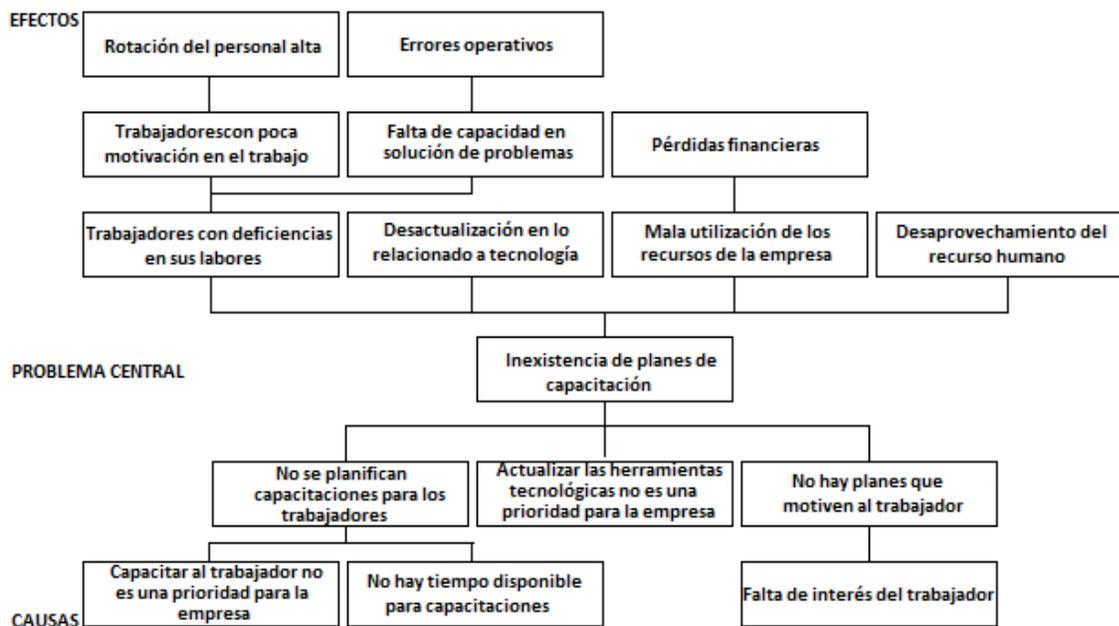 EFECTOS
Rotación del personal alta
Errores operativos
Trabajadorescon poca
motivación en el trabajo
Falta de capacidad en
solución de problemas
Pérdidas financieras
Trabajadores con deficiencias
en sus labores
Desactualización en lo
relacionado a tecnología
Mala utilización de los
recursos de la empresa
Desaprovechamiento del
recurso humano
PROBLEMA CENTRAL
Inexistencia de planes de
capacitación
No se planifican
capacitaciones para los
trabajadores
Actualizar las herramientas
tecnológicas no es una
prioridad para la empresa
No hay planes que
motiven al trabajador
Capacitar al trabajador no
es una prioridad para la
empresa
No hay tiempo disponible
para capacitaciones
Falta de interés del trabajador
CAUSAS